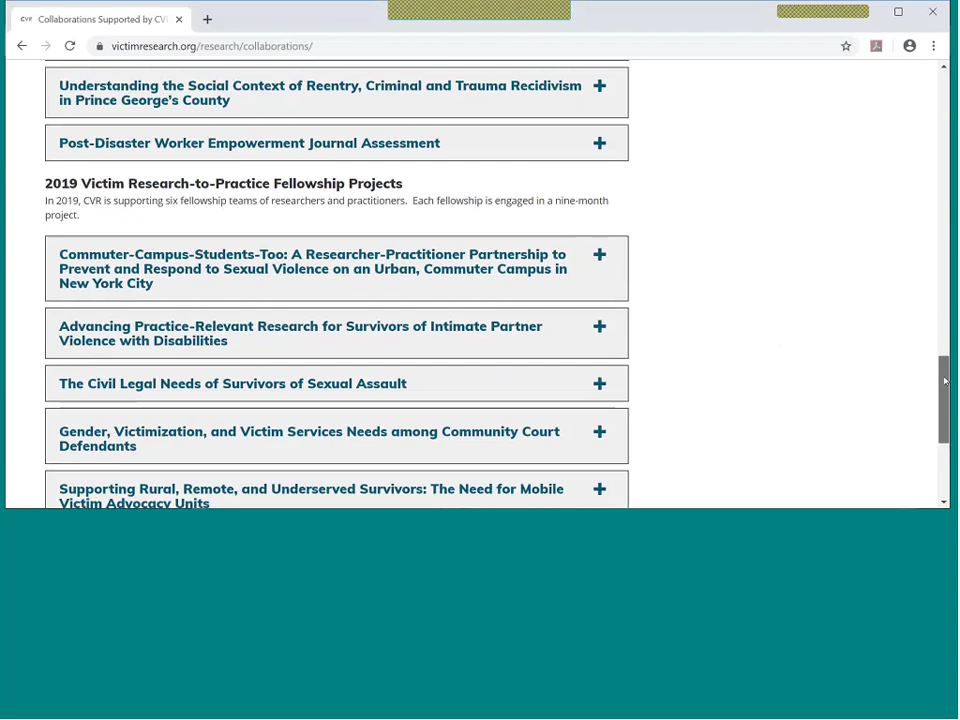 CVR Collaborations Supported by CV
victimresearch.org/research/collaborations/
Understanding the Social Context of Reentry, Criminal and Trauma Recidivism
in Prince George's County
Post-Disaster Worker Empowerment Journal Assessment
2019 Victim Research-to-Practice Fellowship Projects
In 2019, CVR is supporting six fellowship teams of researchers and practitioners. Each fellowship is engaged in a nine-month
project.
Commuter-Campus-Students-Too: A Researcher-Practitioner Partnership to
Prevent and Respond to Sexual Violence on an Urban, Commuter Campus in
New York City
Advancing Practice-Relevant Research for Survivors of Intimate Partner
Violence with Disabilities
The Civil Legal Needs of Survivors of Sexual Assault
Gender, Victimization, and Victim Services Needs among Community Court
Defendants
Supporting Rural, Remote, and Underserved Survivors: The Need for Mobile
Victim Advocacy Units